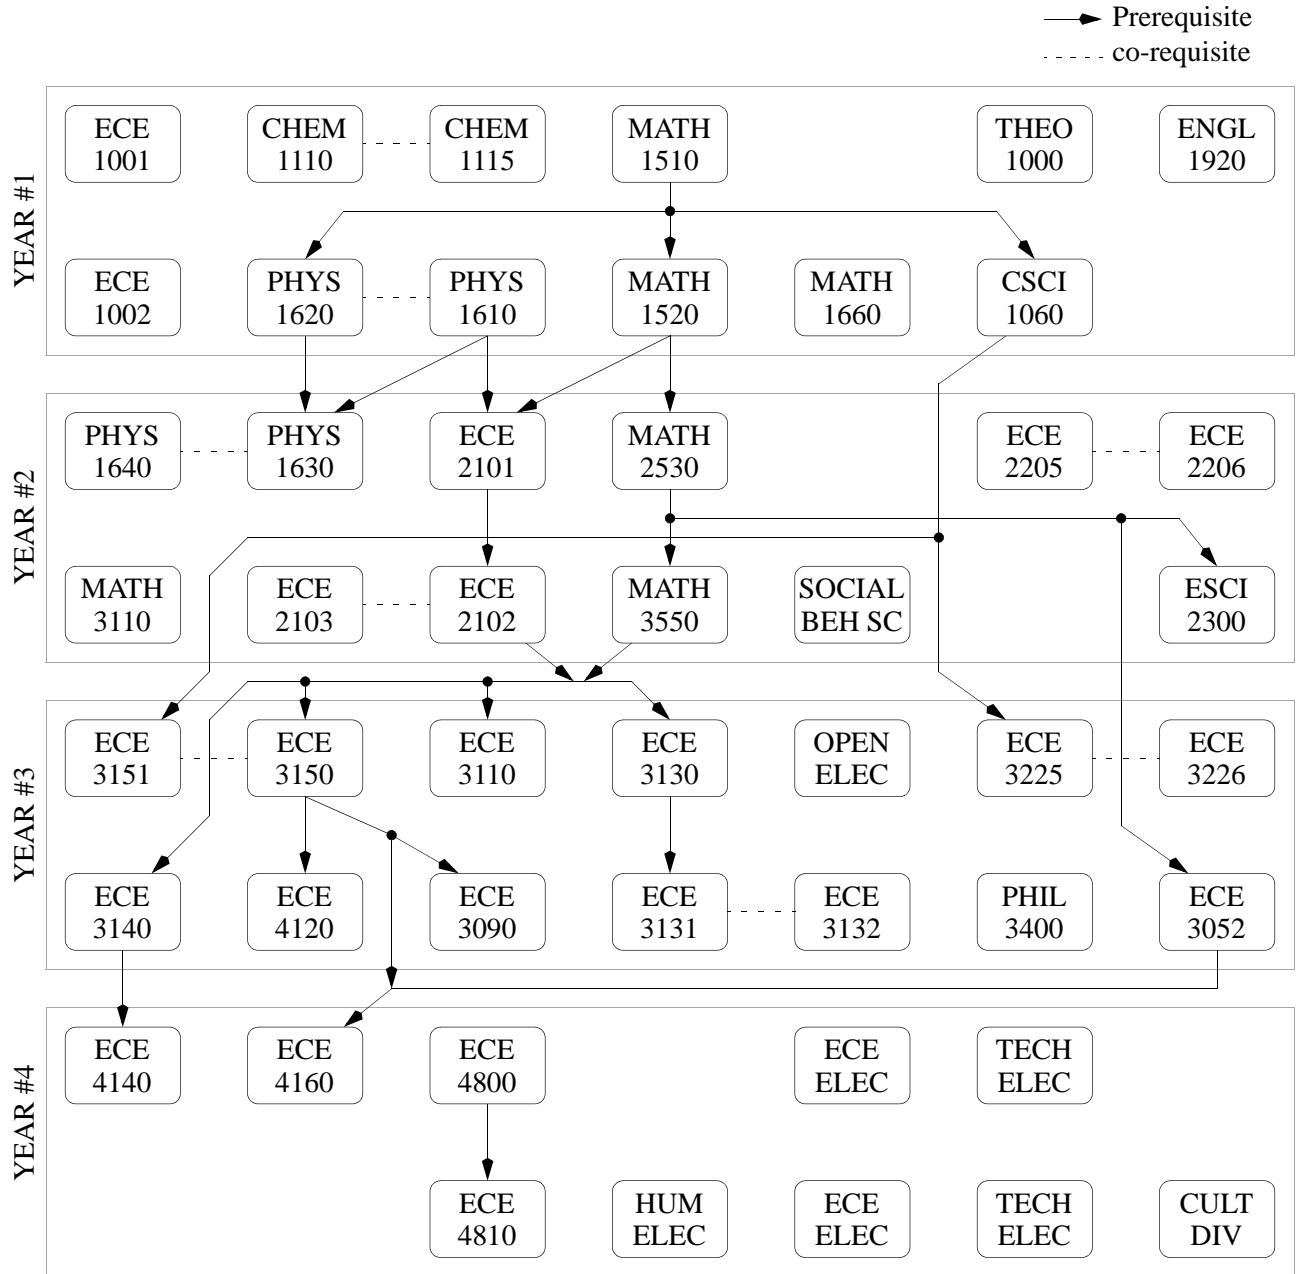 Prerequisite
co-requisite
YEAR #1
ECE
1001
CHEM
1110
CHEM
1115
MATH
1510
THEO
1000
ENGL
1920
ECE
1002
PHYS
1620
PHYS
1610
MATH
1520
MATH
1660
CSCI
1060
YEAR #2
PHYS
1640
PHYS
1630
ECE
2101
MATH
2530
ECE
2205
ECE
2206
MATH
3110
ECE
2103
ECE
2102
MATH
3550
SOCIAL
BEH SC
ESCI
2300
YEAR #3
ECE
3151
ECE
3150
ECE
3110
ECE
3130
OPEN
ELEC
ECE
3225
ECE
3226
ECE
3140
ECE
4120
ECE
3090
ECE
3131
ECE
3132
PHIL
3400
ECE
3052
YEAR #4
ECE
4140
ECE
4160
ECE
4800
ECE
ELEC
TECH
ELEC
ECE
4810
HUM
ELEC
ECE
ELEC
TECH
ELEC
CULT
DIV